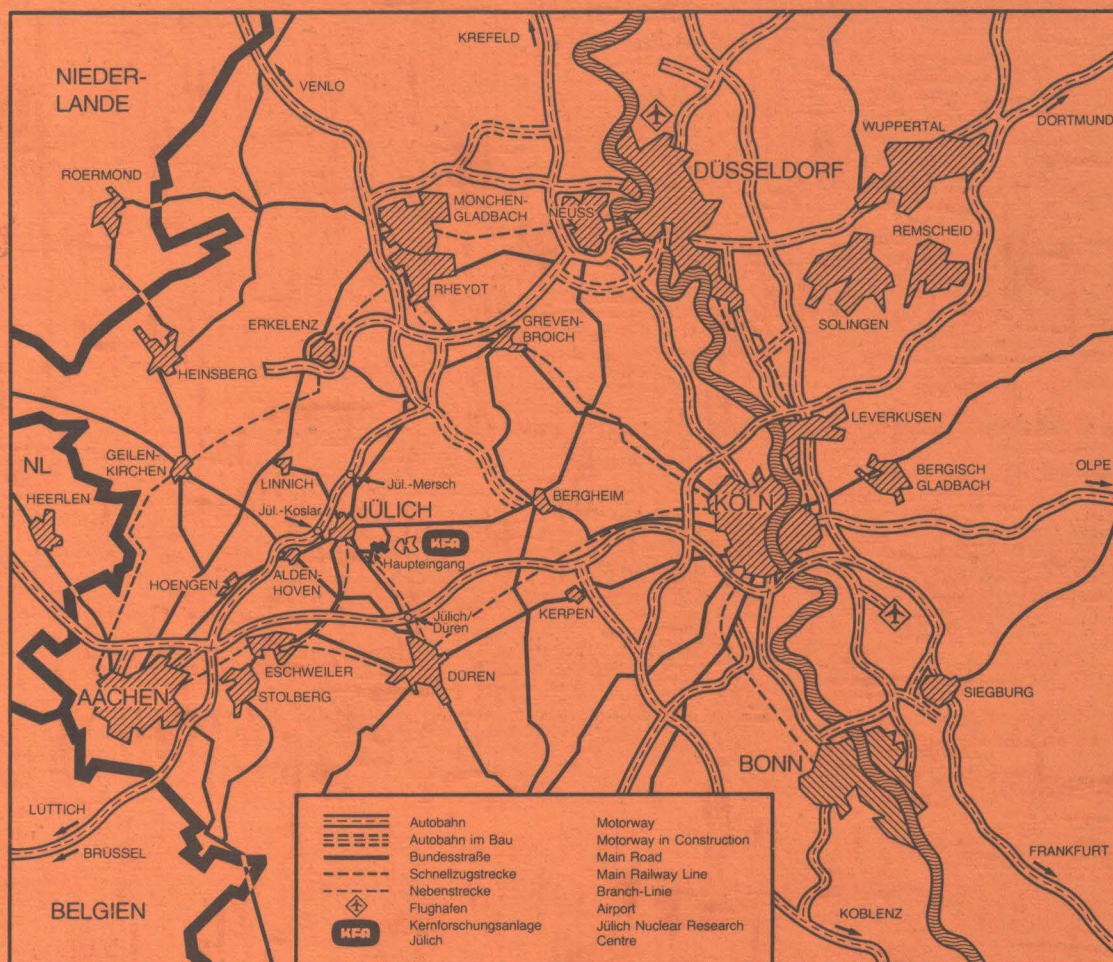 KREFELD
NIEDER-
LANDE
VENLO
DORTMUND
WUPPERTAL
DÜSSELDORF
ROERMOND
MÖNCHEN-
GLADBACH
NEUSS
REMSCHEID
RHEYDT
SOLINGEN
ERKELENZ
GREVEN-
BROICH
HEINSBERG
LEVERKUSEN
NL
GEILEN-
KIRCHEN
LINNICH
Jül.-Mersch
BERGHEIM
BERGISCH
GLADBACH
OLPE
HEERLEN
Jül.-Koslar
JÜLICH
KÖLN
KFA
Haupteingang
HOENGEN
ALDEN-
HOVEN
Jülich/
Düren
KERPEN
ESCHWEILER
STOLBERG
DÜREN
AACHEN
SIEGBURG
BONN
LÜTTICH
BRÜSSEL
BELGIEN
FRANKFURT
KOBLENZ
Autobahn Motorway
Autobahn im Bau Motorway in Construction
Bundesstraße Main Road
Schnellzugstrecke Main Railway Line
Nebenstrecke Branch-Linie
Flughafen Airport
KFA Kernforschungsanlage Jülich Nuclear Research
Jülich Centre